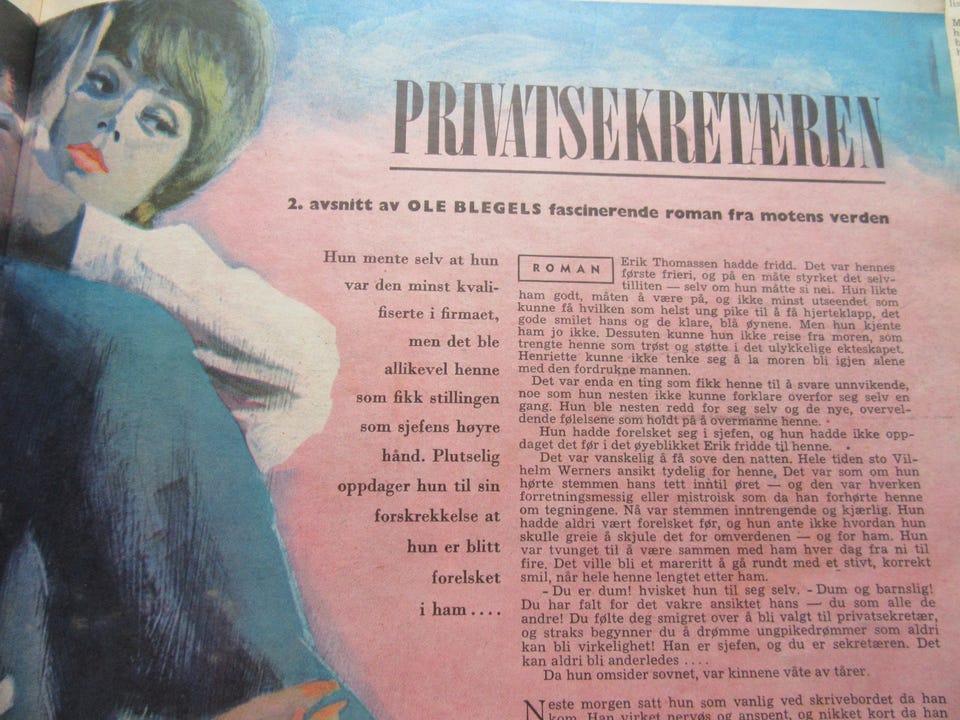 PRIVATSEKRETÆREN
2. avsnitt av OLE BLEGELS fascinerende roman fra motens verden
Hun mente selv at hun
var den minst kvali-
fiserte i firmaet,
men det ble
allikevel henne
som fikk stillingen
som sjefens høyre
hånd. Plutselig
oppdager hun til sin
forskrekkelse at
hun er blitt
forelsket
i ham ....
ROMAN
Erik Thomassen hadde fridd. Det var hennes
første frieri, og på en måte styrket det selv-
tilliten — selv om hun måtte si nei. Hun likte
ham godt, måten å være på, og ikke minst utseendet som
kunne få hvilken som helst ung pike til å få hjerteklapp, det
gode smilet hans og de klare, blå øynene. Men hun kjente
ham jo ikke. Dessuten kunne hun ikke reise fra moren, som
trengte henne som trøst og støtte i det ulykkelige ekteskapet.
Henriette kunne ikke tenke seg å la moren bli igjen alene
med den fordrukne mannen.
Det var enda en ting som fikk henne til å svare unnvikende,
noe som hun nesten ikke kunne forklare overfor seg selv en
gang. Hun ble nesten redd for seg selv og de nye, overvel-
dende følelsene som holdt på å overmanne henne.
Hun hadde forelsket seg i sjefen, og hun hadde ikke opp-
daget det før i det øyeblikket Erik fridde til henne.
Det var vanskelig å få sove den natten. Hele tiden sto Vil-
helm Werners ansikt tydelig for henne, Det var som om hun
hørte stemmen hans tett inntil øret — og den var hverken
forretningsmessig eller mistroisk som da han forhørte henne
om tegningene. Nå var stemmen inntrengende og kjærlig. Hun
hadde aldri vært forelsket før, og hun ante ikke hvordan hun
skulle greie å skjule det for omverdenen — og for ham. Hun
var tvunget til å være sammen med ham hver dag fra ni til
fire. Det ville bli et mareritt å gå rundt med et stivt, korrekt
smil, når hele henne lengtet etter ham.
- Du er dum! hvisket hun til seg selv. - Dum og barnslig!
Du har falt for det vakre ansiktet hans — du som alle de
andre! Du følte deg smigret over å bli valgt til privatsekretær,
og straks begynner du å drømme ungpikedrømmer som aldri
kan bli virkelighet! Han er sjefen, og du er sekretæren. Det
kan aldri bli anderledes ....
Da hun omsider sovnet, var kinnene våte av tårer.
Neste morgen satt hun som vanlig ved skrivebordet da han
kom. Han virket nervøs og anspent, og nikket kort da han